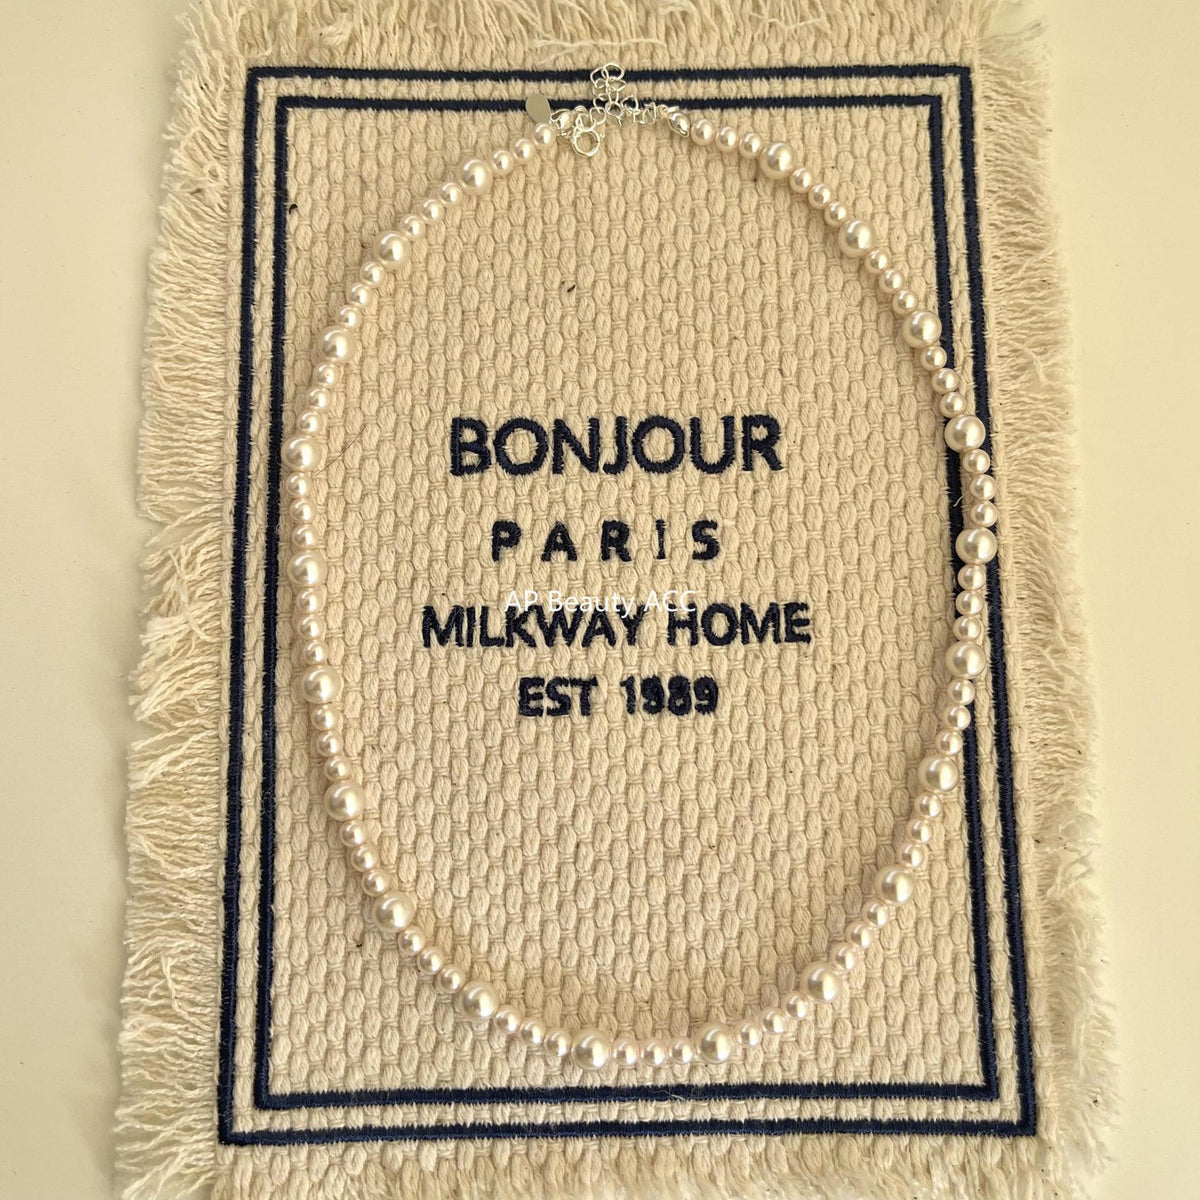 BONJOUR
PARIS
AP Beauty ACC
MILKWAY HOME
EST 1989